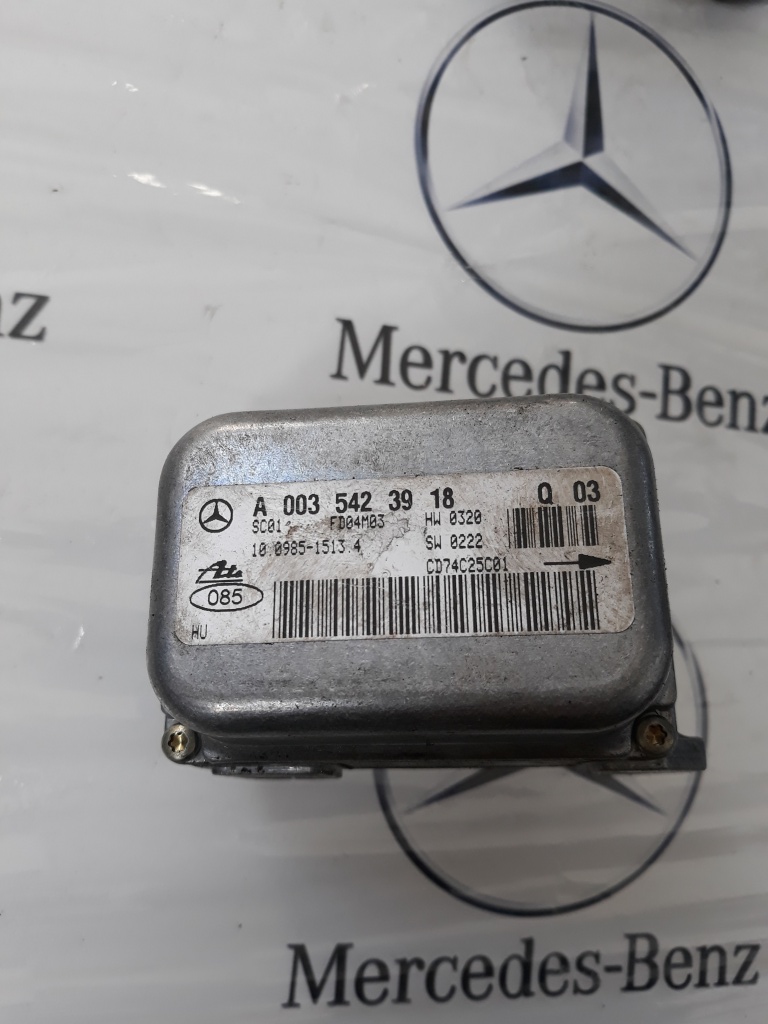 nz
Mercedes-Benz
A 003 542 39 18 Q 03
SC01 FD04M03 HW 0320
10.0985-1513.4 SW 0222
CD74C25C01
Ate
085
HU
Mercedes-Benz